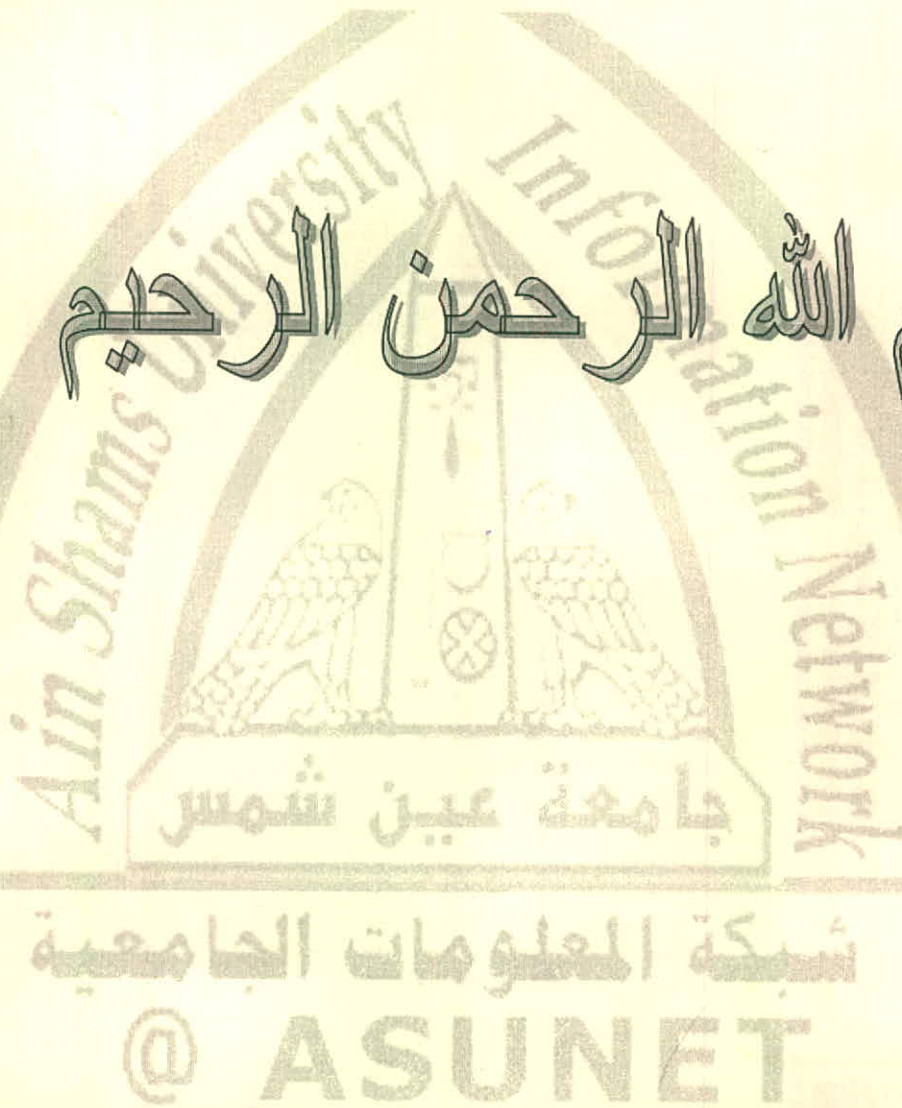 Ain Shams University Information Network
الله الرحمن الرحيم
جامعة عين شمس
شبكة المعلومات الجامعية
@ ASUNET